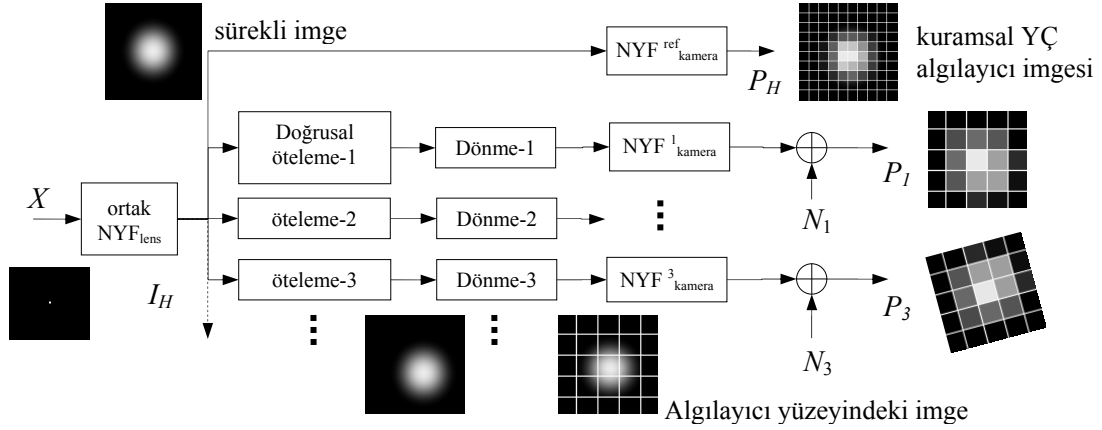 sürekli imge
NYF ref kamera
P_H
kuramsal YÇ
algılayıcı imgesi
Doğrusal
öteleme-1
Dönme-1
NYF 1 kamera
P_1
N_1
X
ortak
NYF_lens
öteleme-2
Dönme-2
I_H
öteleme-3
Dönme-3
NYF 3 kamera
P_3
N_3
Algılayıcı yüzeyindeki imge